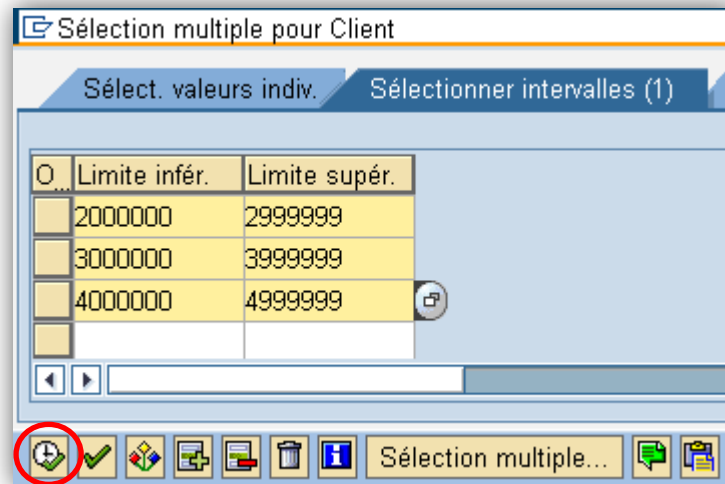 Sélection multiple pour Client
Sélect. valeurs indiv. Sélectionner intervalles (1)
O... Limite infér. Limite supér.
2000000 2999999
3000000 3999999
4000000 4999999
Sélection multiple...